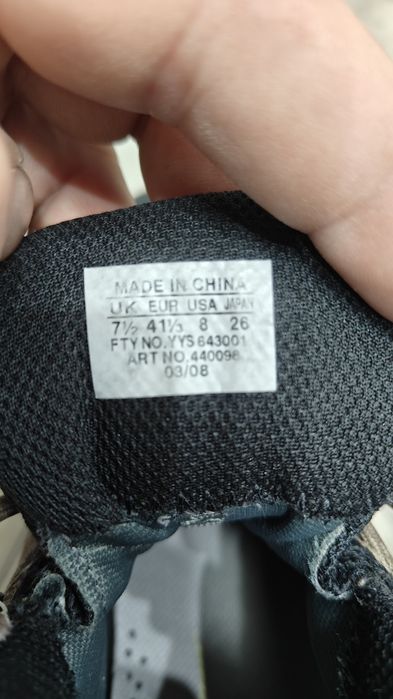 MADE IN CHINA
UK EUR USA JAPAN
7½ 41⅓ 8 26
FTY NO.YYS 643001
ART NO.440098
03/08